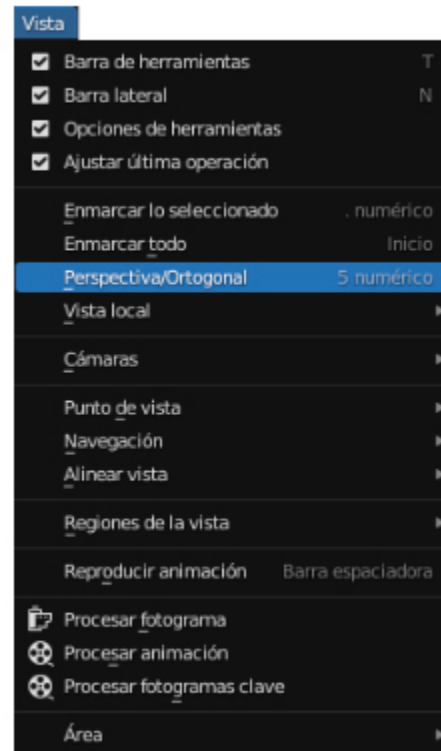 Vista
Barra de herramientas T
Barra lateral N
Opciones de herramientas
Ajustar última operación
Enmarcar lo seleccionado . numérico
Enmarcar todo Inicio
Perspectiva/Ortogonal 5 numérico
Vista local
Cámaras
Punto de vista
Navegación
Alinear vista
Regiones de la vista
Reproducir animación Barra espaciadora
Procesar fotograma
Procesar animación
Procesar fotogramas clave
Área